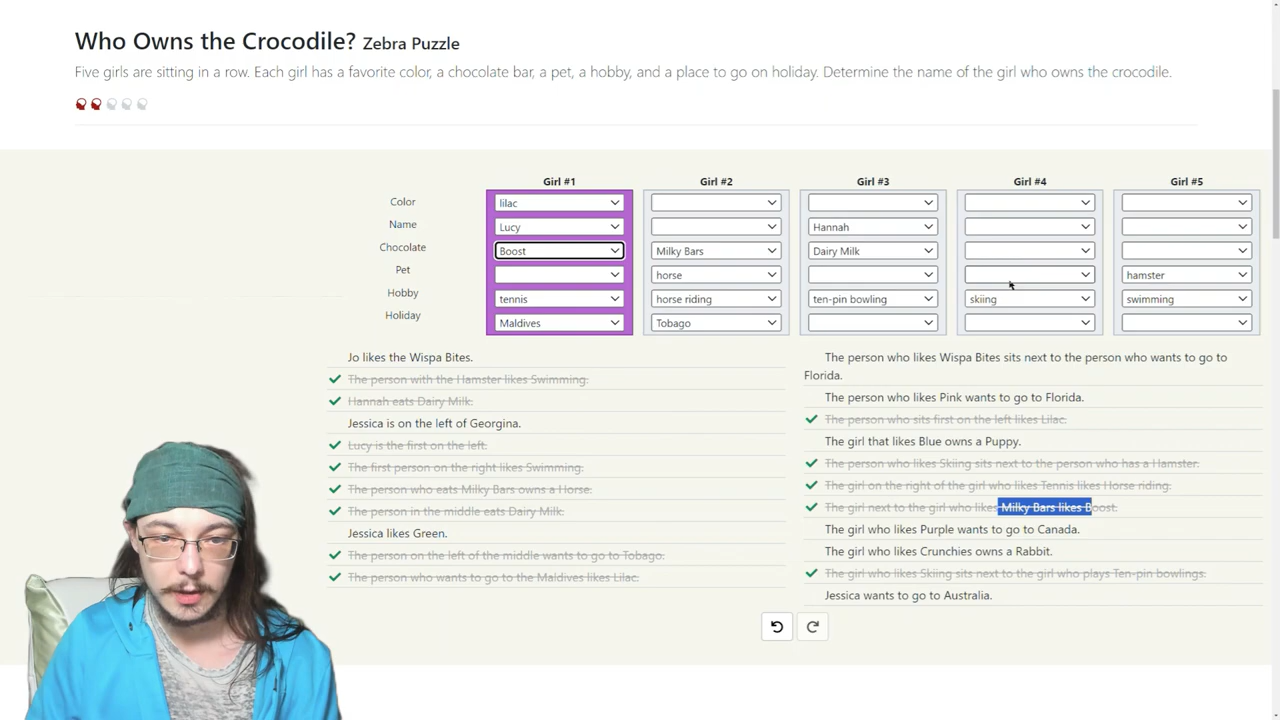 Who Owns the Crocodile? Zebra Puzzle
Five girls are sitting in a row. Each girl has a favorite color, a chocolate bar, a pet, a hobby, and a place to go on holiday. Determine the name of the girl who owns the crocodile.
Girl #1 Girl #2 Girl #3 Girl #4 Girl #5
Color lilac
Name Lucy Hannah
Chocolate Boost Milky Bars Dairy Milk
Pet horse hamster
Hobby tennis horse riding ten-pin bowling skiing swimming
Holiday Maldives Tobago
Jo likes the Wispa Bites.
The person with the Hamster likes Swimming.
Hannah eats Dairy Milk.
Jessica is on the left of Georgina.
Lucy is the first on the left.
The first person on the right likes Swimming.
The person who eats Milky Bars owns a Horse.
The person in the middle eats Dairy Milk.
Jessica likes Green.
The person on the left of the middle wants to go to Tobago.
The person who wants to go to the Maldives likes Lilac.
The person who likes Wispa Bites sits next to the person who wants to go to
Florida.
The person who likes Pink wants to go to Florida.
The person who sits first on the left likes Lilac.
The girl that likes Blue owns a Puppy.
The person who likes Skiing sits next to the person who has a Hamster.
The girl on the right of the girl who likes Tennis likes Horse riding.
The girl next to the girl who likes Milky Bars likes Boost.
The girl who likes Purple wants to go to Canada.
The girl who likes Crunchies owns a Rabbit.
The girl who likes Skiing sits next to the girl who plays Ten-pin bowlings.
Jessica wants to go to Australia.